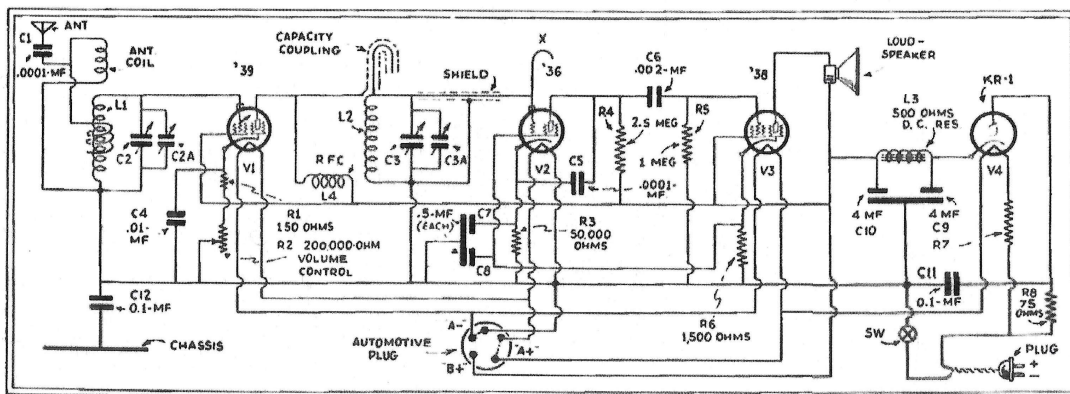 ANT
C1
.0001-MF
ANT.
COIL
L1
C2
C2A
C4
.01-
MF
C12
0.1-MF
CHASSIS
'39
V1
R1
150 OHMS
R2 200,000-OHM
VOLUME
CONTROL
CAPACITY
COUPLING
SHIELD
L2
C3
C3A
RFC
L4
.5-MF
(EACH)
C7
C8
X
'36
V2
C5
.0001-
MF
R3
50,000
OHMS
C6
.002-MF
R4
2.5 MEG
R5
1 MEG
'38
V3
R6
1,500 OHMS
A-
A+
B+
AUTOMOTIVE
PLUG
LOUD-
SPEAKER
L3
500 OHMS
D.C. RES.
KR-1
V4
4 MF
C10
4 MF
C9
R7
C11
0.1-MF
R8
75
OHMS
SW
PLUG
+
-